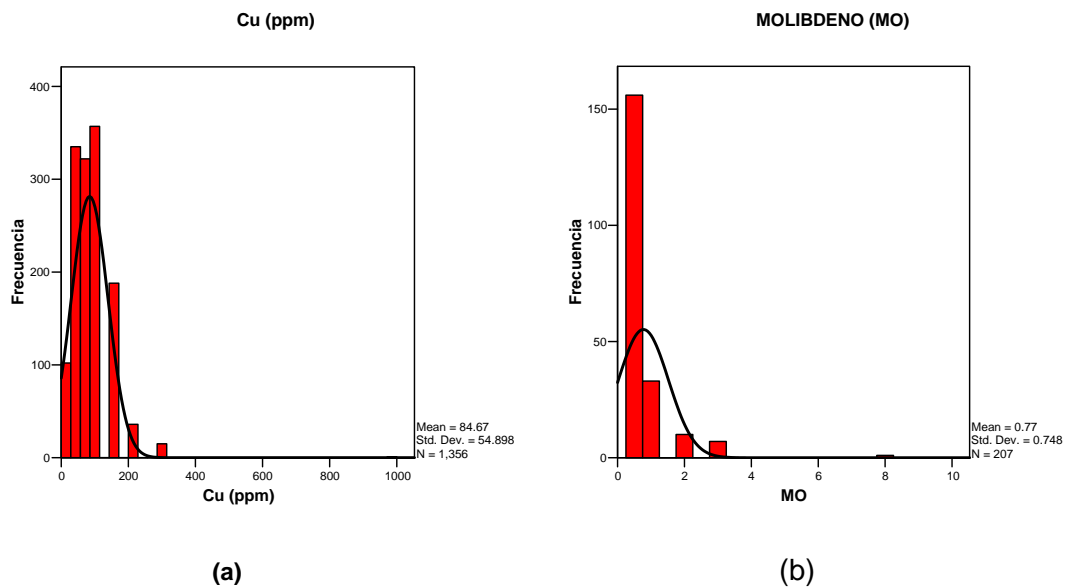 Cu (ppm)
400
300
200
100
0
Frecuencia
0 200 400 600 800 1000
Cu (ppm)
Mean = 84.67
Std. Dev. = 54.898
N = 1,356
(a)
MOLIBDENO (MO)
150
100
50
0
Frecuencia
0 2 4 6 8 10
MO
Mean = 0.77
Std. Dev. = 0.748
N = 207
(b)